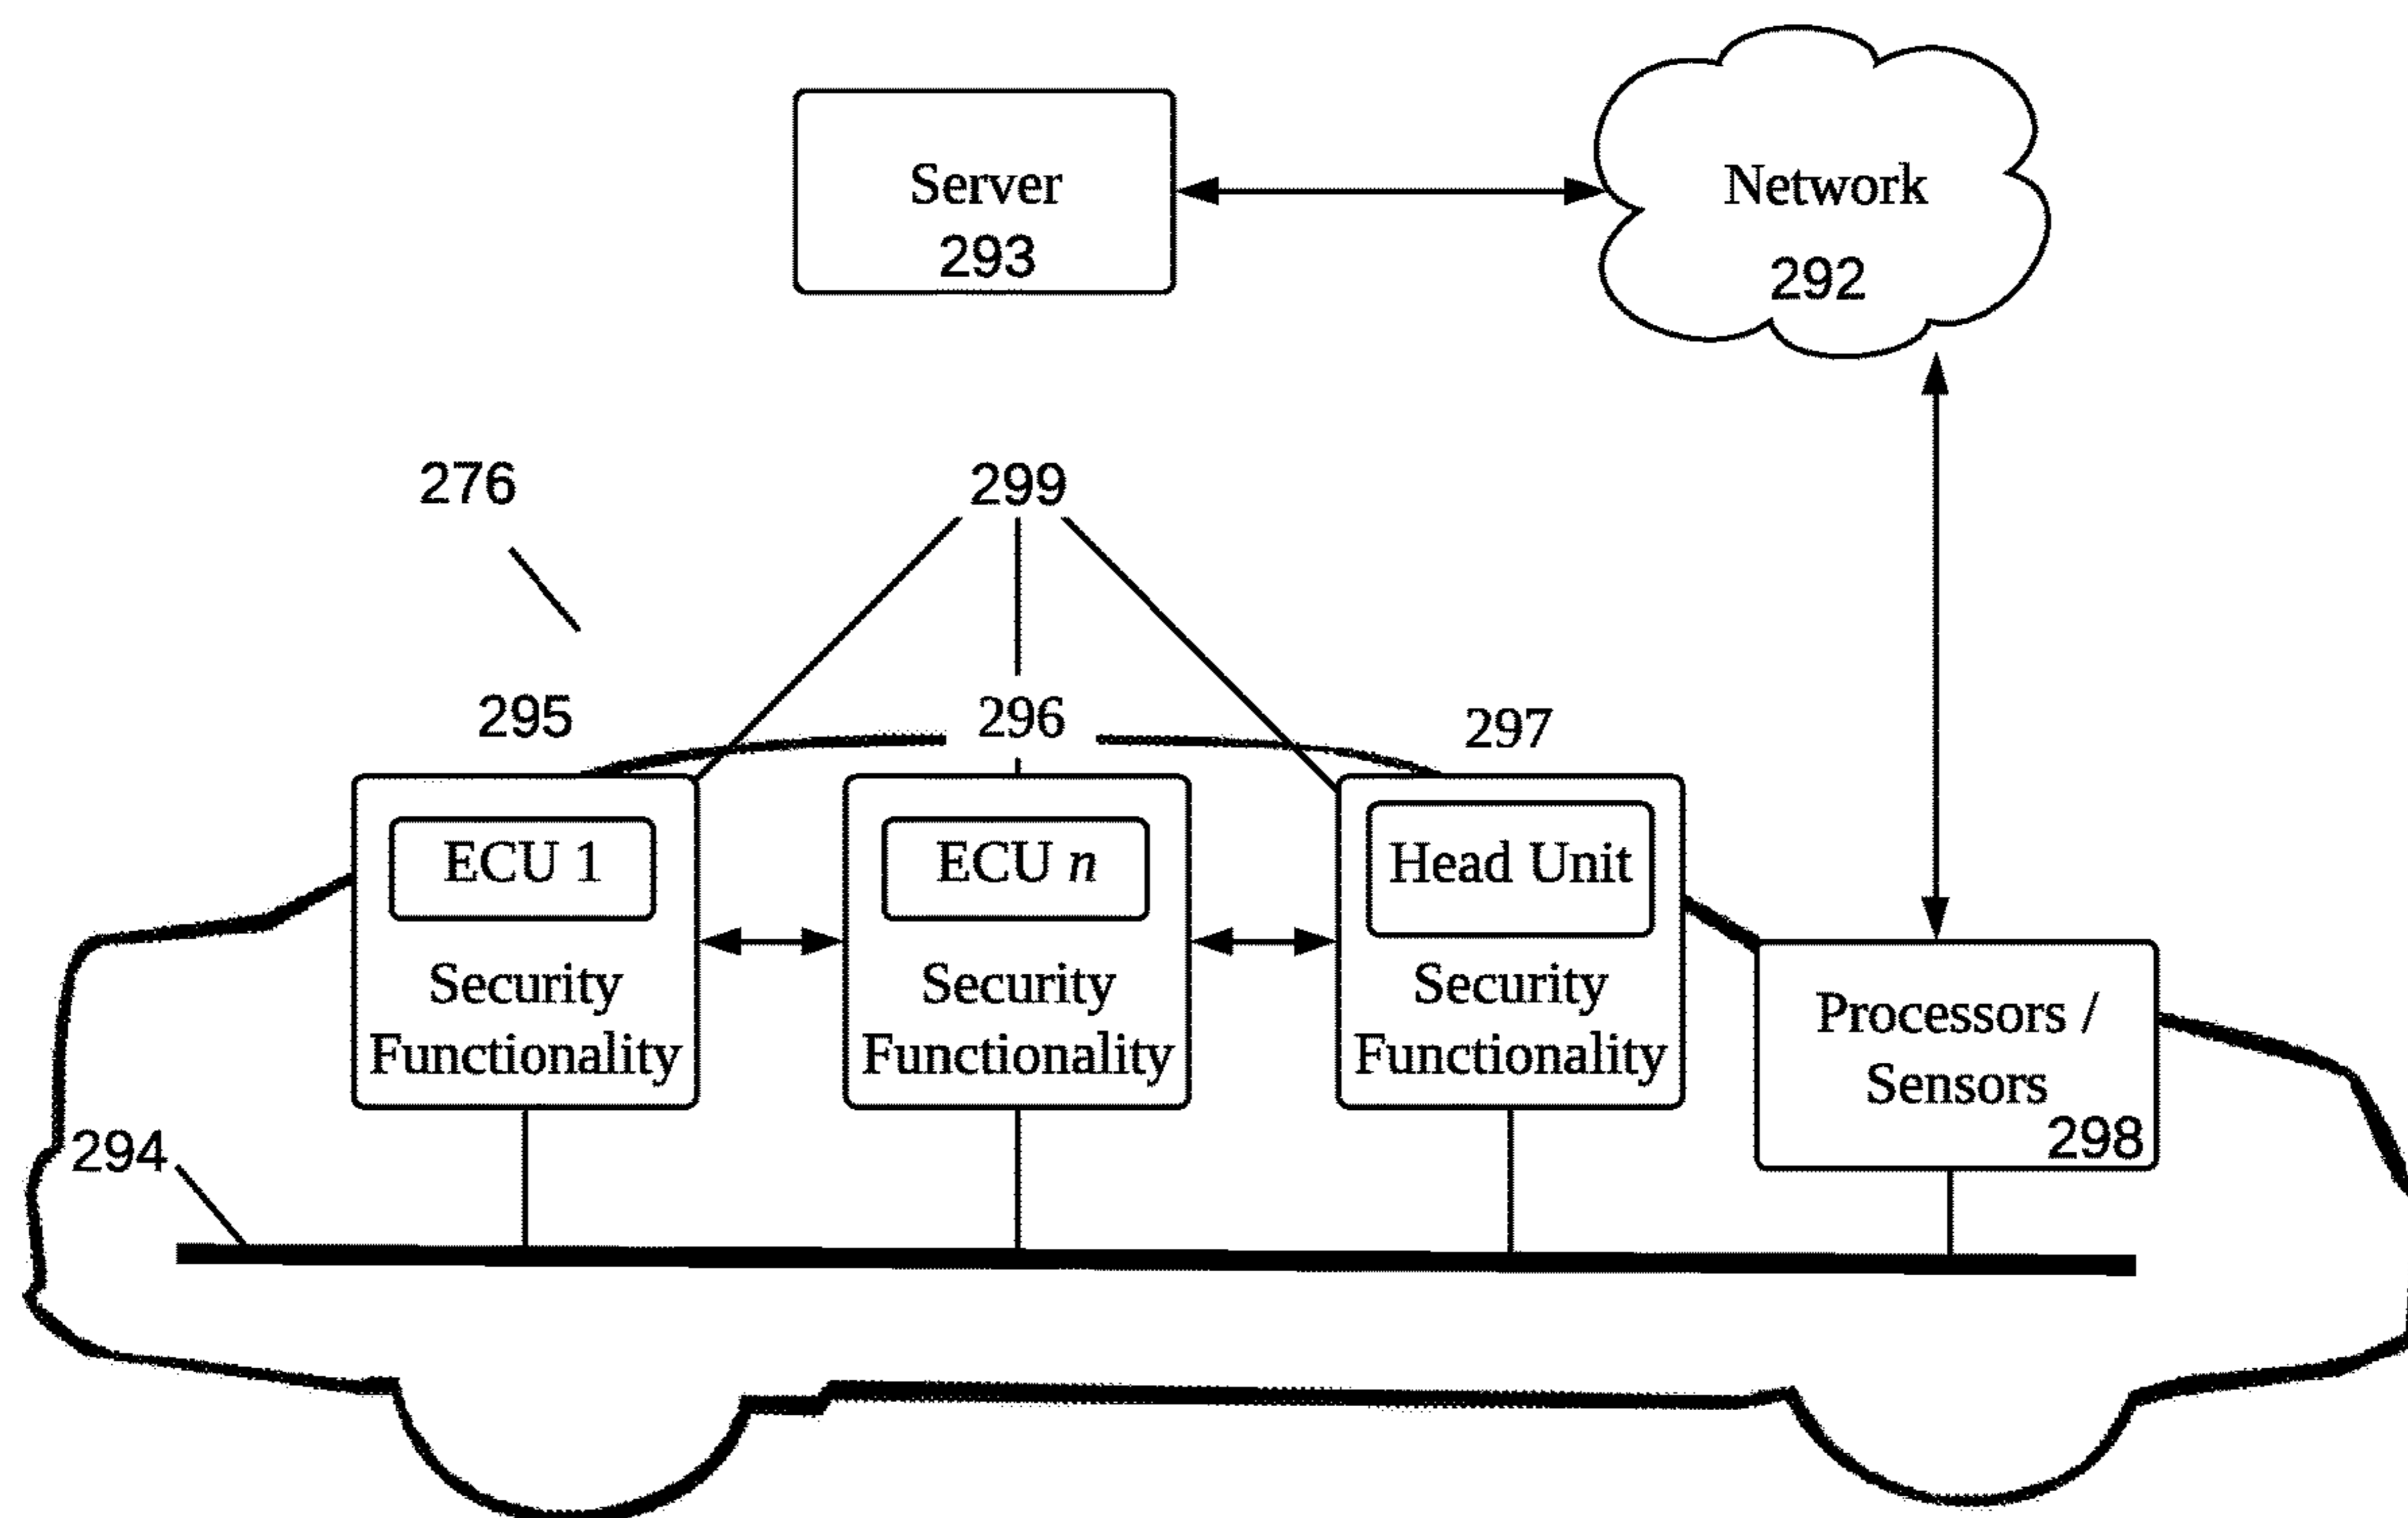 Server
293
Network
292
276
299
295
296
297
ECU 1
Security
Functionality
ECU n
Security
Functionality
Head Unit
Security
Functionality
Processors /
Sensors
298
294